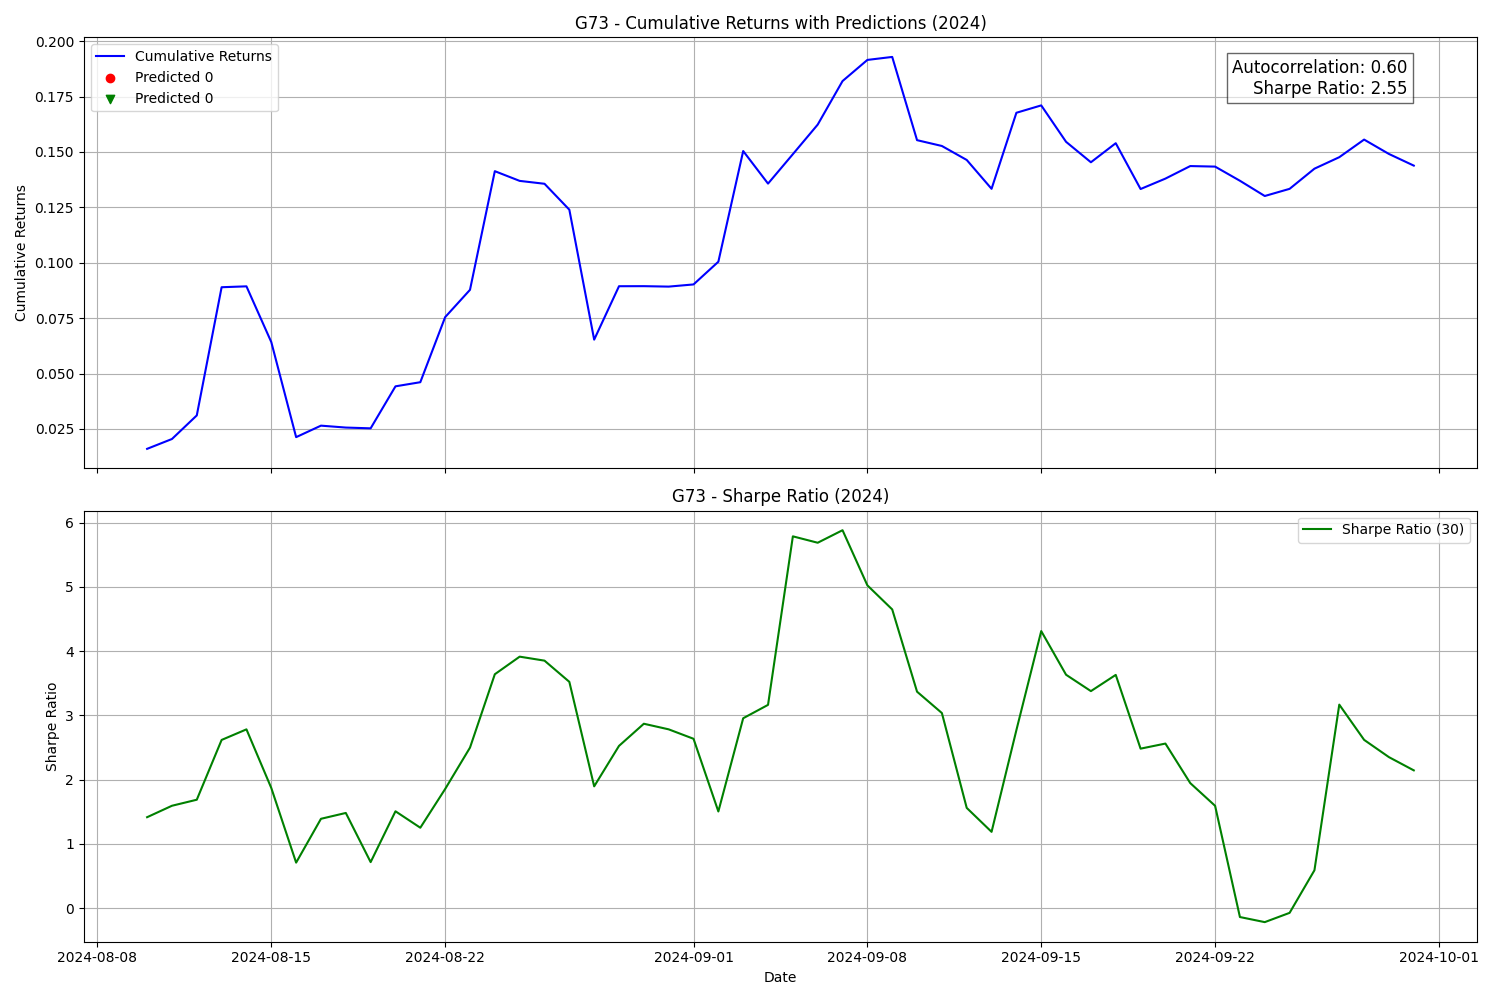 G73 - Cumulative Returns with Predictions (2024)
Cumulative Returns
0.200
0.175
0.150
0.125
0.100
0.075
0.050
0.025
Cumulative Returns
Predicted 0
Predicted 0
Autocorrelation: 0.60
Sharpe Ratio: 2.55
G73 - Sharpe Ratio (2024)
Sharpe Ratio
6
5
4
3
2
1
0
Sharpe Ratio (30)
2024-08-08 2024-08-15 2024-08-22 2024-09-01 2024-09-08 2024-09-15 2024-09-22 2024-10-01
Date